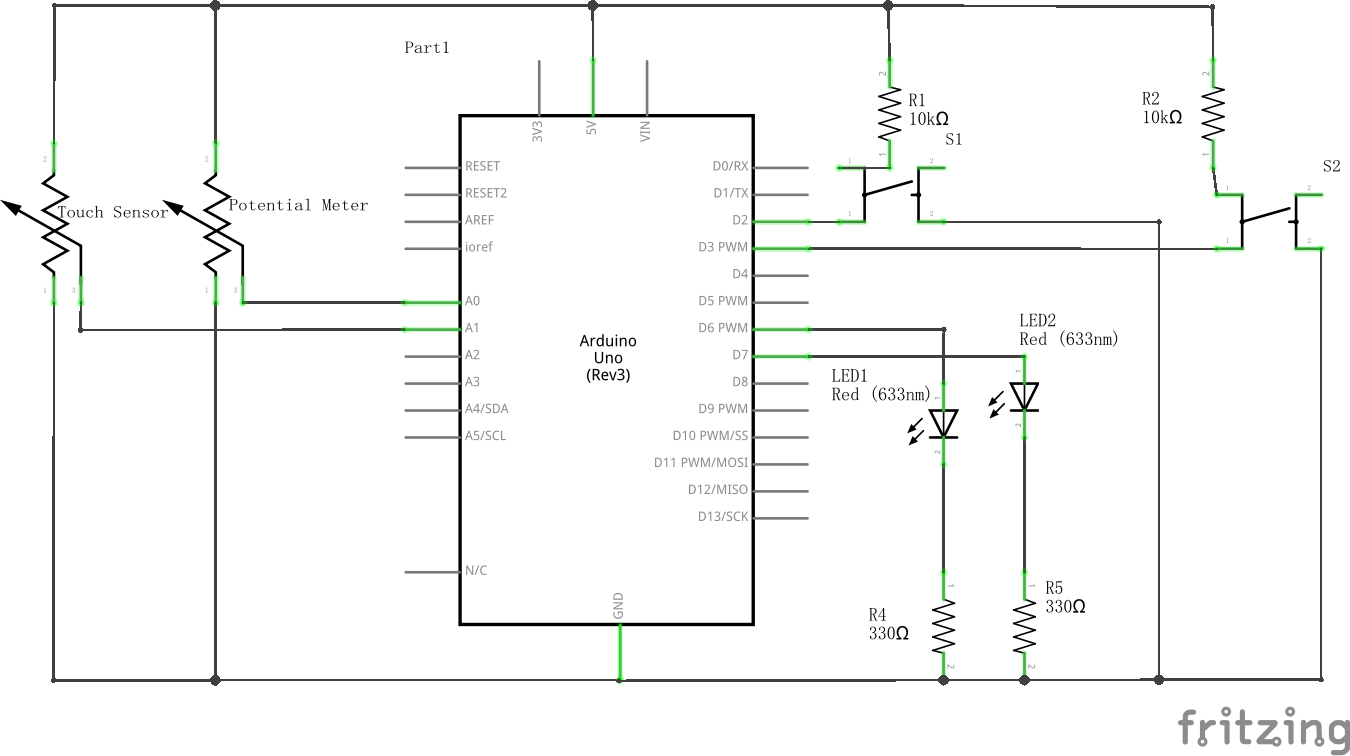 Part1
3V3
5V
VIN
2
2
R1
10kΩ
1
S1
R2
10kΩ
1
S2
2
2
Touch Sensor
Potential Meter
1
3
1
3
RESET
RESET2
AREF
ioref
A0
A1
A2
A3
A4/SDA
A5/SCL
N/C
Arduino
Uno
(Rev3)
GND
D0/RX
D1/TX
D2
D3 PWM
D4
D5 PWM
D6 PWM
D7
D8
D9 PWM
D10 PWM/SS
D11 PWM/MOSI
D12/MISO
D13/SCK
1
2
1
2
1
2
1
2
LED1
Red (633nm)
1
2
LED2
Red (633nm)
1
2
R4
330Ω
1
2
R5
330Ω
1
2
fritzing